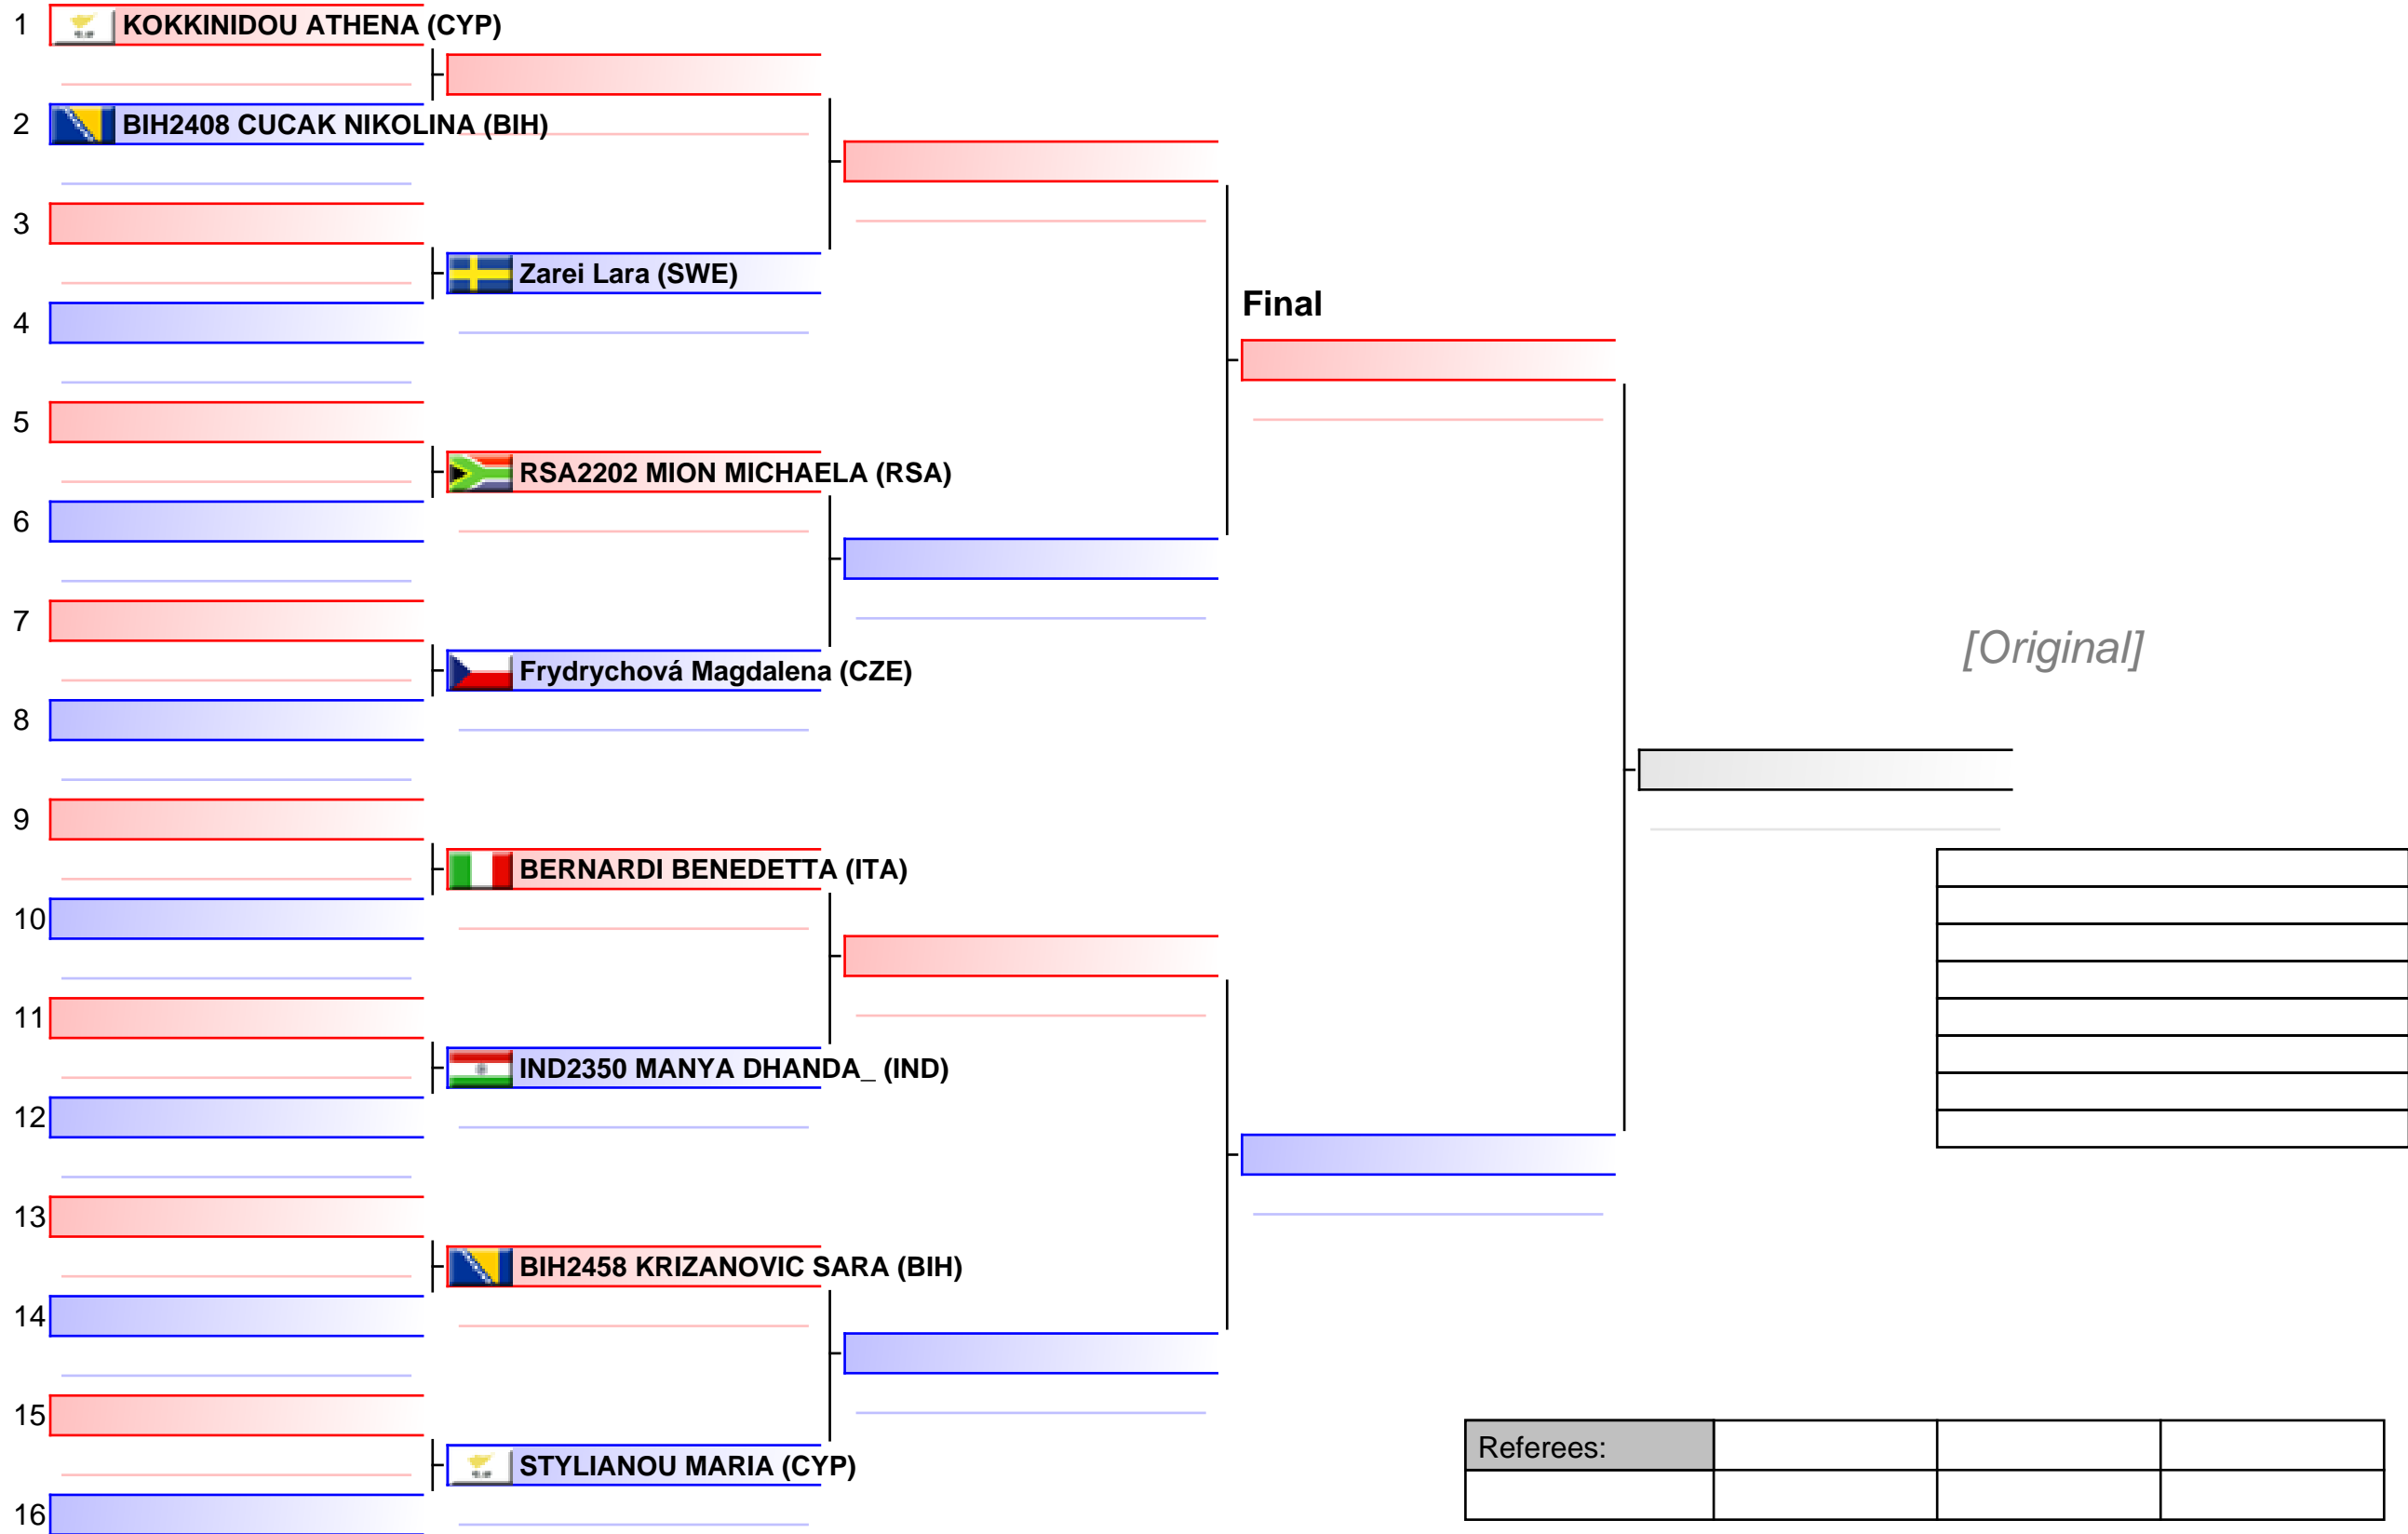 1 KOKKINIDOU ATHENA (CYP)
2 BIH2408 CUCAK NIKOLINA (BIH)
3
Zarei Lara (SWE)
4
Final
5
RSA2202 MION MICHAELA (RSA)
6
7
[Original]
Frydrychová Magdalena (CZE)
8
9
BERNARDI BENEDETTA (ITA)
10
11
IND2350 MANYA DHANDA_ (IND)
12
13
BIH2458 KRIZANOVIC SARA (BIH)
14
15
Referees:
STYLIANOU MARIA (CYP)
16